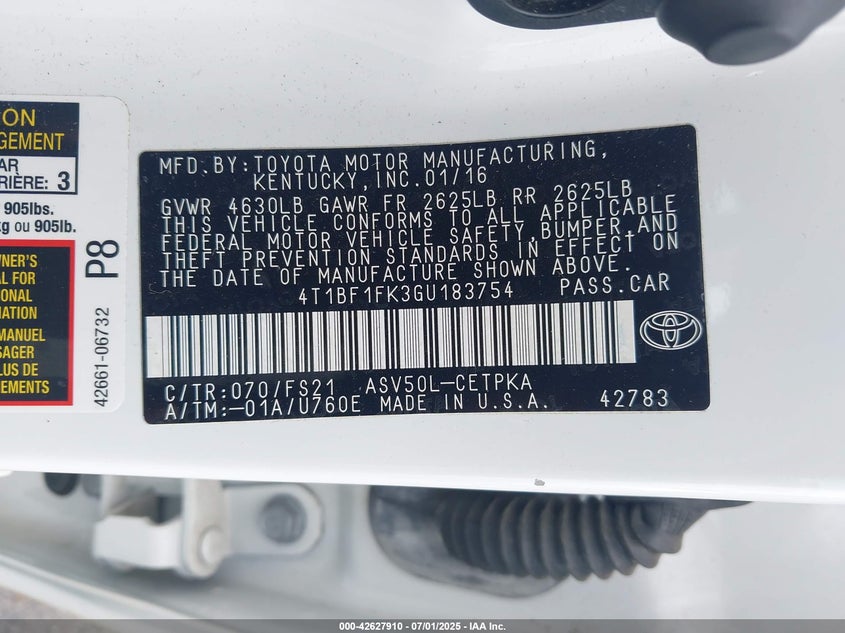 ON
GEMENT
AR
RIÈRE: 3
905lbs.
kg ou 905lb.
WNER'S
AL FOR
IONAL
MATION
MANUEL
SAGER
LUS DE
EMENTS
P8
42661-06732
MFD.BY:TOYOTA MOTOR MANUFACTURING,
KENTUCKY, INC.01/16
GVWR 4630LB GAWR FR 2625LB RR 2625LB
THIS VEHICLE CONFORMS TO ALL APPLICABLE
FEDERAL MOTOR VEHICLE SAFETY, BUMPER,AND
THEFT PREVENTION STANDARDS IN EFFECT ON
THE DATE OF MANUFACTURE SHOWN ABOVE.
4T1BF1FK3GU183754 PASS.CAR
C/TR:070/FS21 ASV50L-CETPKA
A/TM:-01A/U760E MADE IN U.S.A. 42783
000-42627910 • 07/01/2025 • IAA Inc.